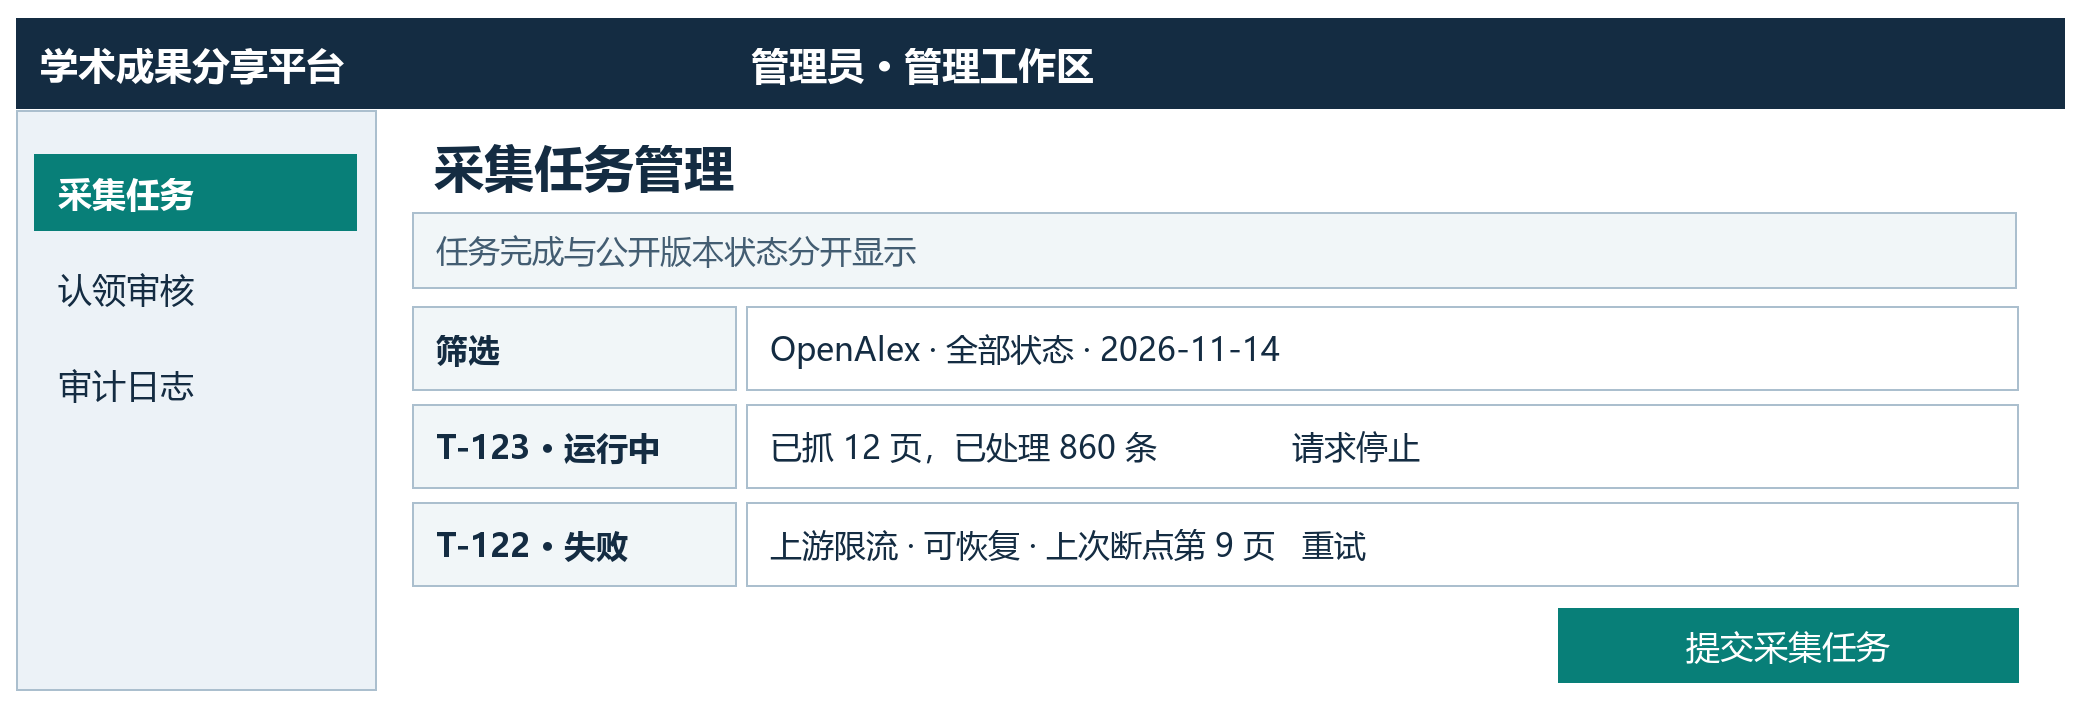 学术成果分享平台 管理员・管理工作区
采集任务管理
采集任务
任务完成与公开版本状态分开显示
认领审核
筛选 OpenAlex · 全部状态 · 2026-11-14
审计日志
T-123・运行中 已抓 12 页，已处理 860 条 请求停止
T-122・失败 上游限流 · 可恢复 · 上次断点第 9 页 重试
提交采集任务